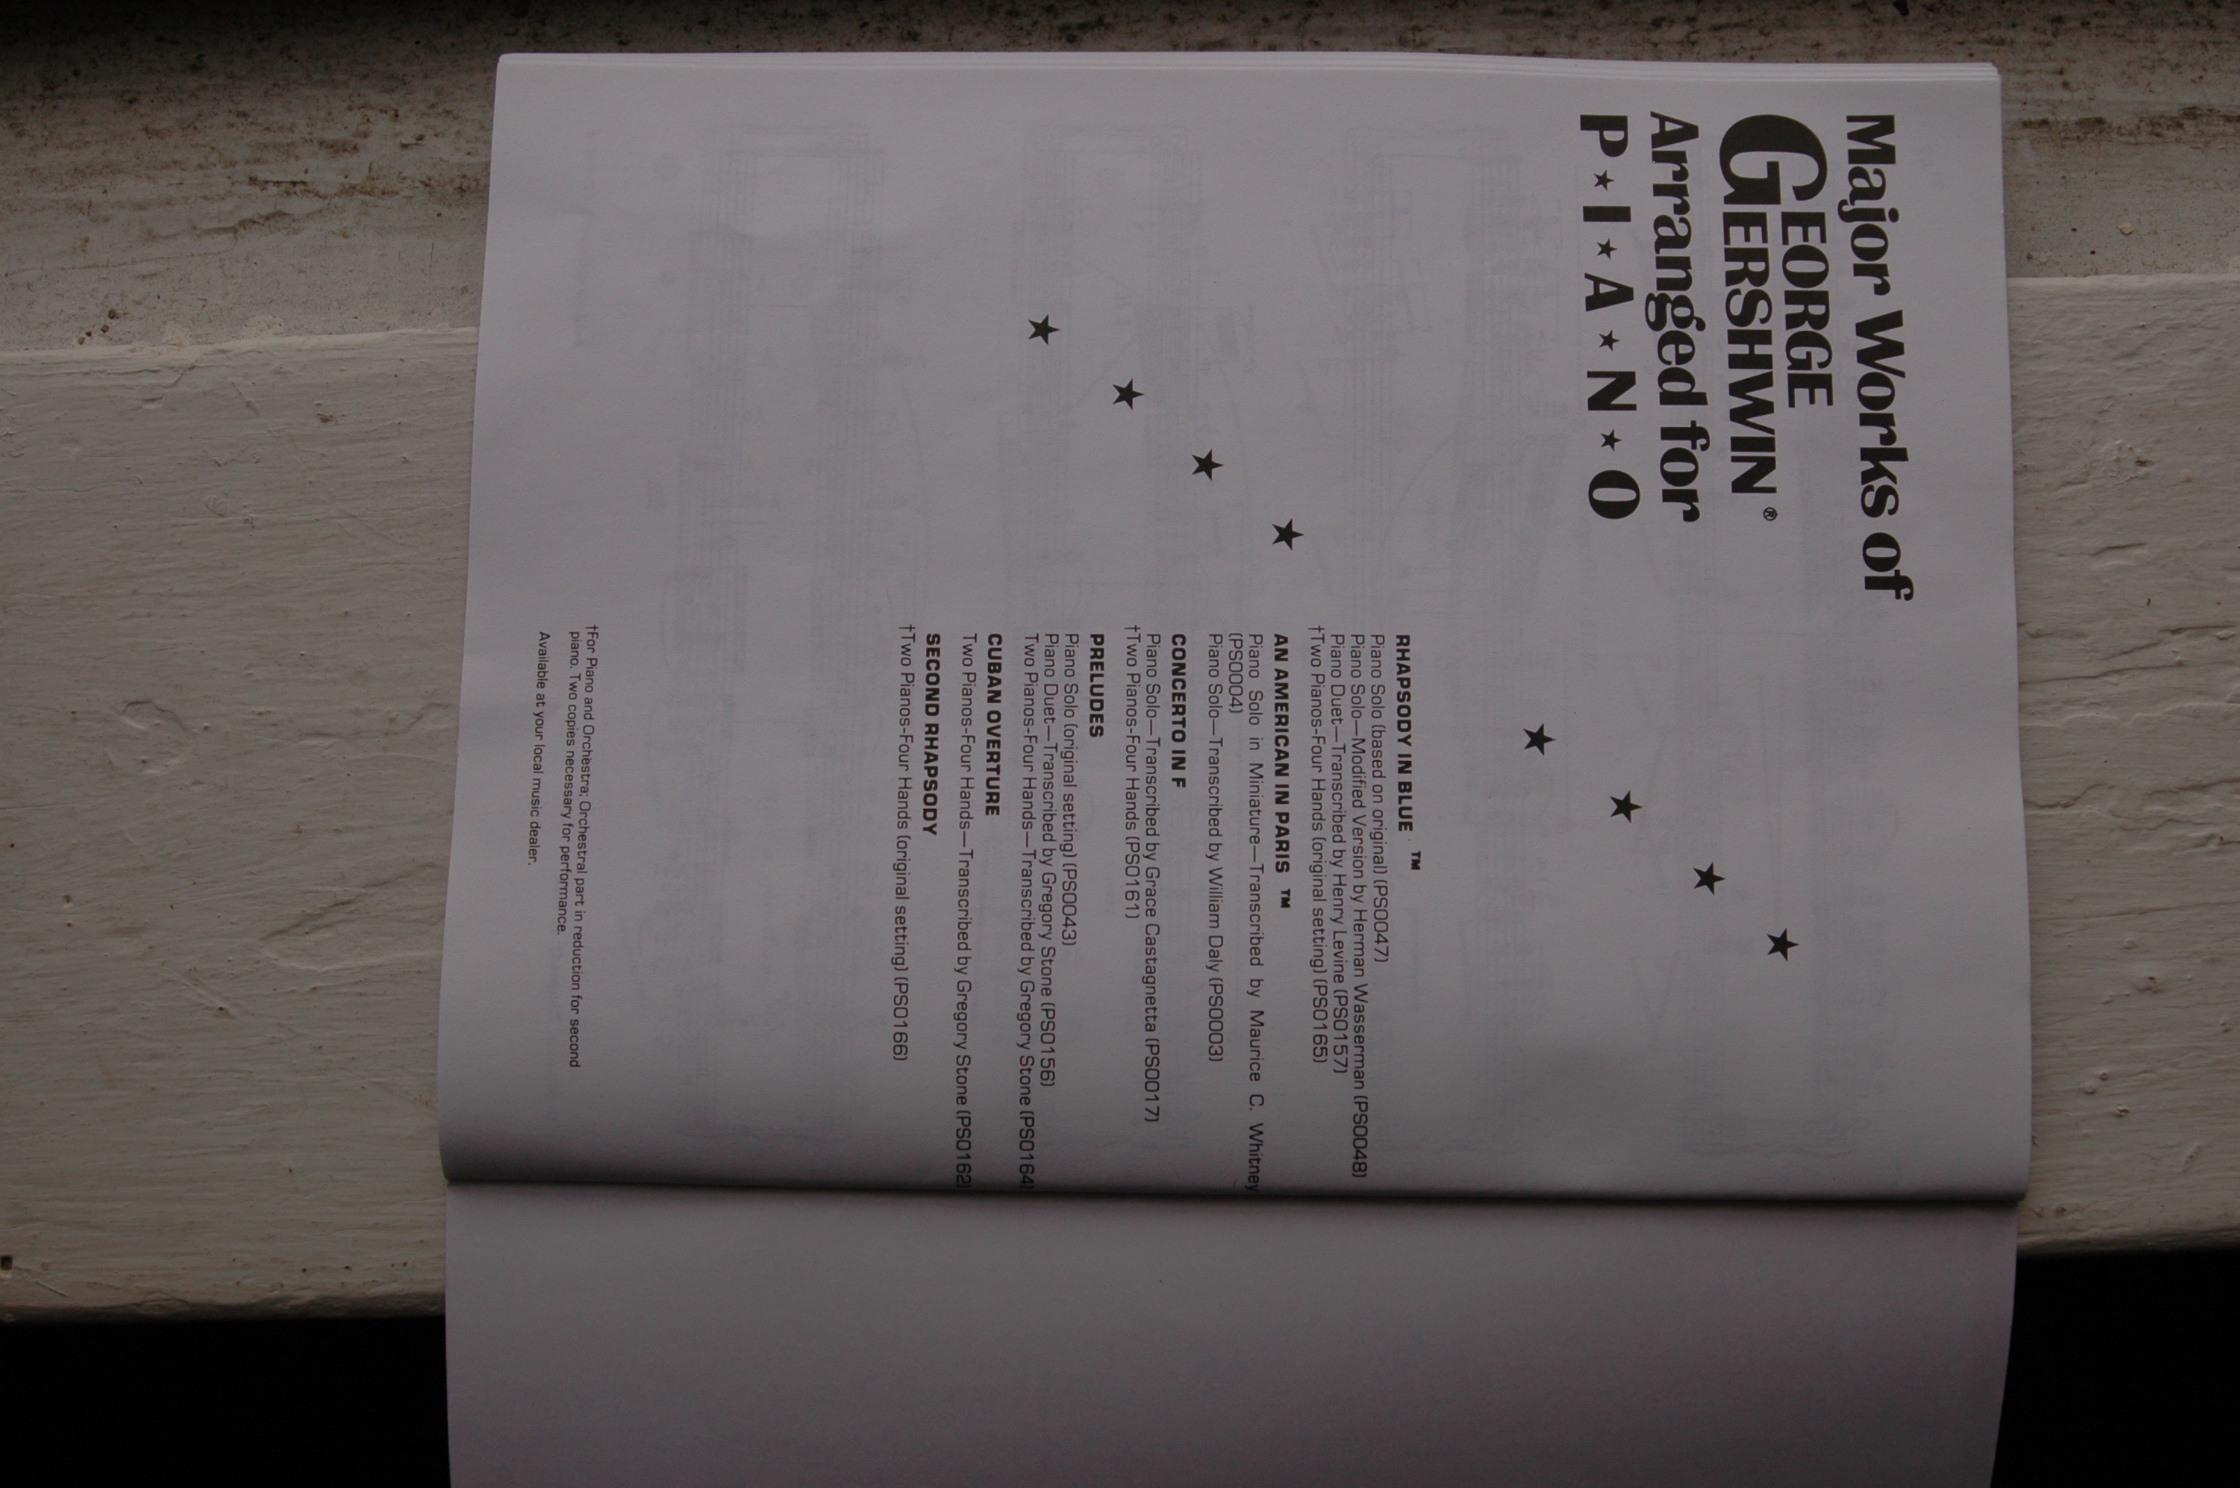 Major Works of
GEORGE
GERSHWIN®
Arranged for
P★I★A★N★O
RHAPSODY IN BLUE ™
Piano Solo (based on original) (PS0047)
Piano Solo—Modified Version by Herman Wasserman (PS0048)
Piano Duet—Transcribed by Henry Levine (PS0157)
†Two Pianos-Four Hands (original setting) (PS0165)
AN AMERICAN IN PARIS ™
Piano Solo in Miniature—Transcribed by Maurice C. Whitney
(PS0004)
Piano Solo—Transcribed by William Daly (PS0003)
CONCERTO IN F
Piano Solo—Transcribed by Grace Castagnetta (PS0017)
†Two Pianos-Four Hands (PS0161)
PRELUDES
Piano Solo (original setting) (PS0043)
Piano Duet—Transcribed by Gregory Stone (PS0156)
Two Pianos-Four Hands—Transcribed by Gregory Stone (PS0164)
CUBAN OVERTURE
Two Pianos-Four Hands—Transcribed by Gregory Stone (PS0162)
SECOND RHAPSODY
†Two Pianos-Four Hands (original setting) (PS0166)
†For Piano and Orchestra; Orchestral part in reduction for second
piano. Two copies necessary for performance.
Available at your local music dealer.